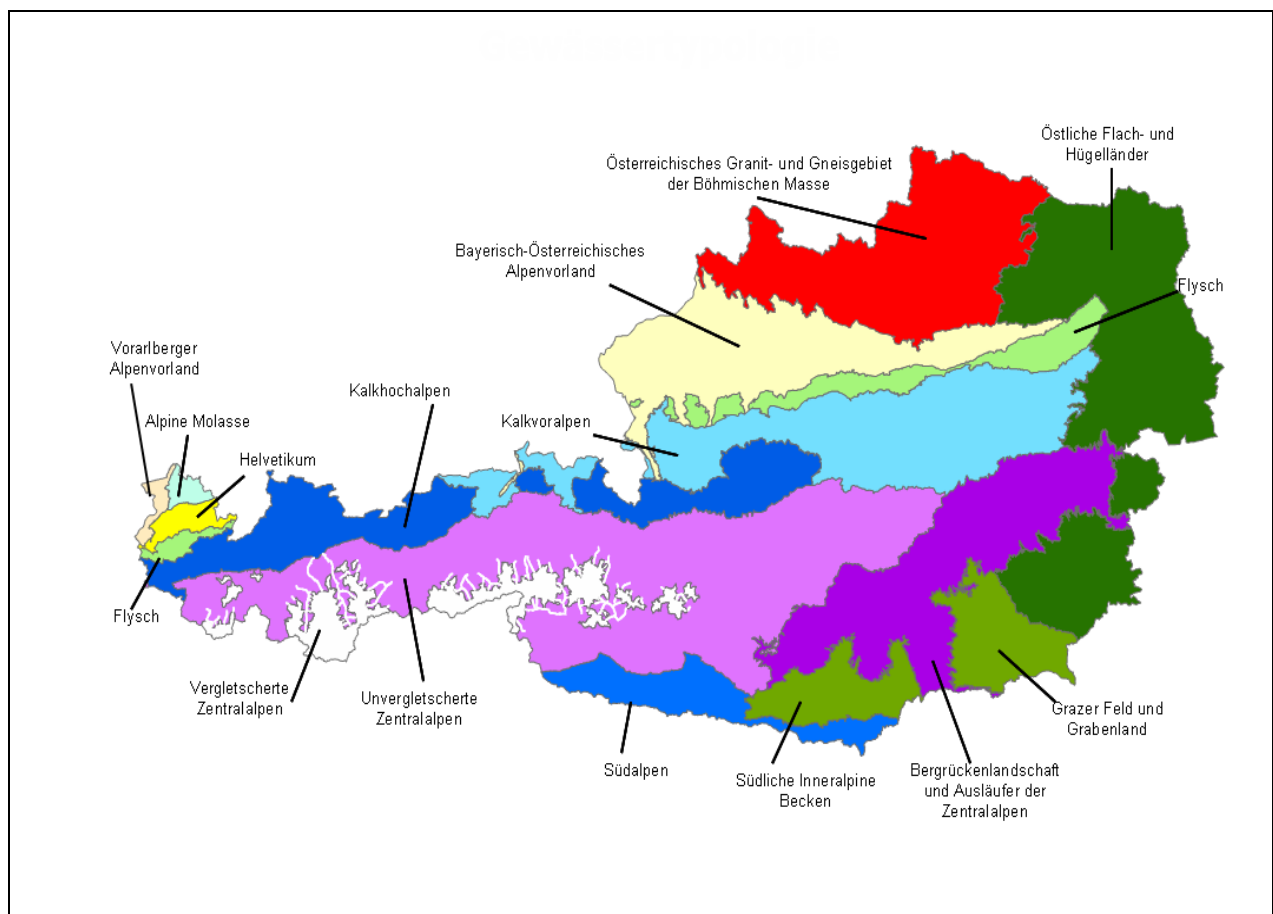 Östliche Flach- und
Hügelländer
Österreichisches Granit- und Gneisgebiet
der Böhmischen Masse
Bayerisch-Österreichisches
Alpenvorland
Flysch
Vorarlberger
Alpenvorland
Kalkhochalpen
Alpine Molasse
Kalkvoralpen
Helvetikum
Flysch
Vergletscherte
Zentralalpen
Unvergletscherte
Zentralalpen
Südalpen
Südliche Inneralpine
Becken
Bergrückenlandschaft
und Ausläufer der
Zentralalpen
Grazer Feld und
Grabenland